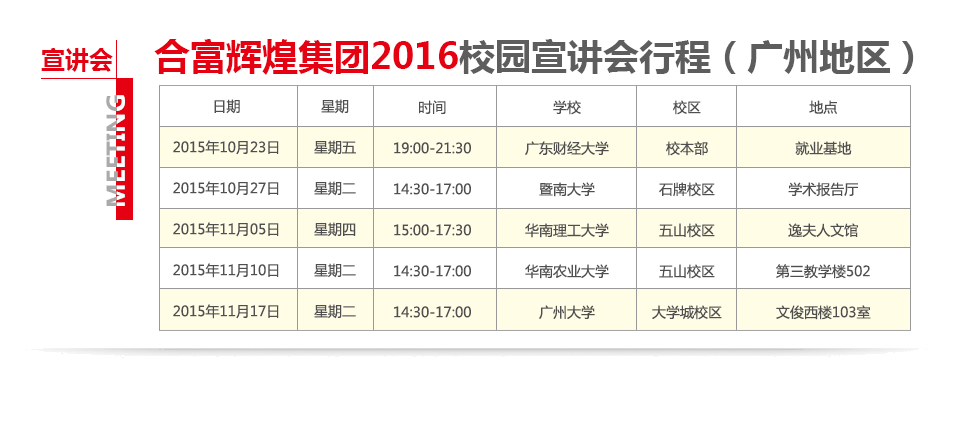 宣讲会
MEETING
合富辉煌集团2016校园宣讲会行程（广州地区）
日期 星期 时间 学校 校区 地点
2015年10月23日 星期五 19:00-21:30 广东财经大学 校本部 就业基地
2015年10月27日 星期二 14:30-17:00 暨南大学 石牌校区 学术报告厅
2015年11月05日 星期四 15:00-17:30 华南理工大学 五山校区 逸夫人文馆
2015年11月10日 星期二 14:30-17:00 华南农业大学 五山校区 第三教学楼502
2015年11月17日 星期二 14:30-17:00 广州大学 大学城校区 文俊西楼103室